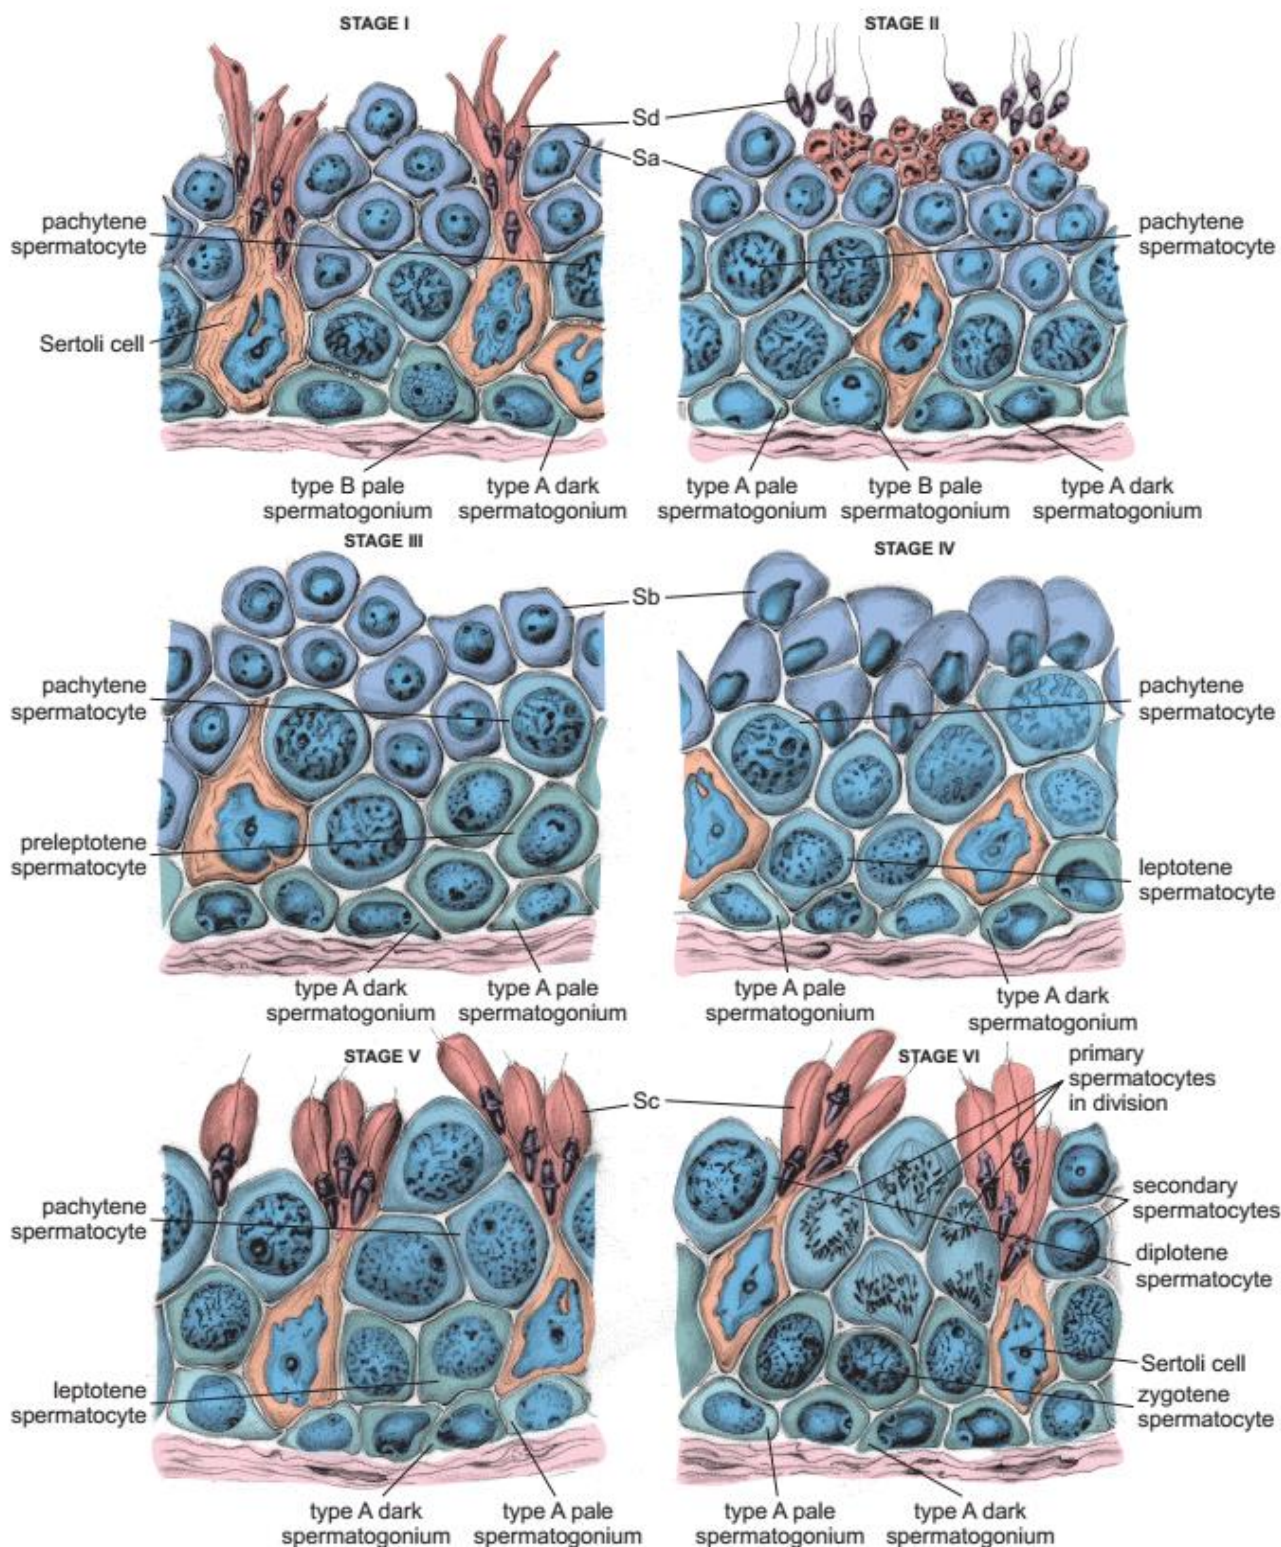 STAGE I
STAGE II
Sd
Sa
pachytene
spermatocyte
pachytene
spermatocyte
Sertoli cell
type B pale
spermatogonium
type A dark
spermatogonium
type A pale
spermatogonium
type B pale
spermatogonium
type A dark
spermatogonium
STAGE III
STAGE IV
Sb
pachytene
spermatocyte
pachytene
spermatocyte
preleptotene
spermatocyte
leptotene
spermatocyte
type A dark
spermatogonium
type A pale
spermatogonium
type A pale
spermatogonium
type A dark
spermatogonium
STAGE V
STAGE VI
primary
spermatocytes
in division
Sc
pachytene
spermatocyte
secondary
spermatocytes
diplotene
spermatocyte
leptotene
spermatocyte
Sertoli cell
zygotene
spermatocyte
type A dark
spermatogonium
type A pale
spermatogonium
type A pale
spermatogonium
type A dark
spermatogonium